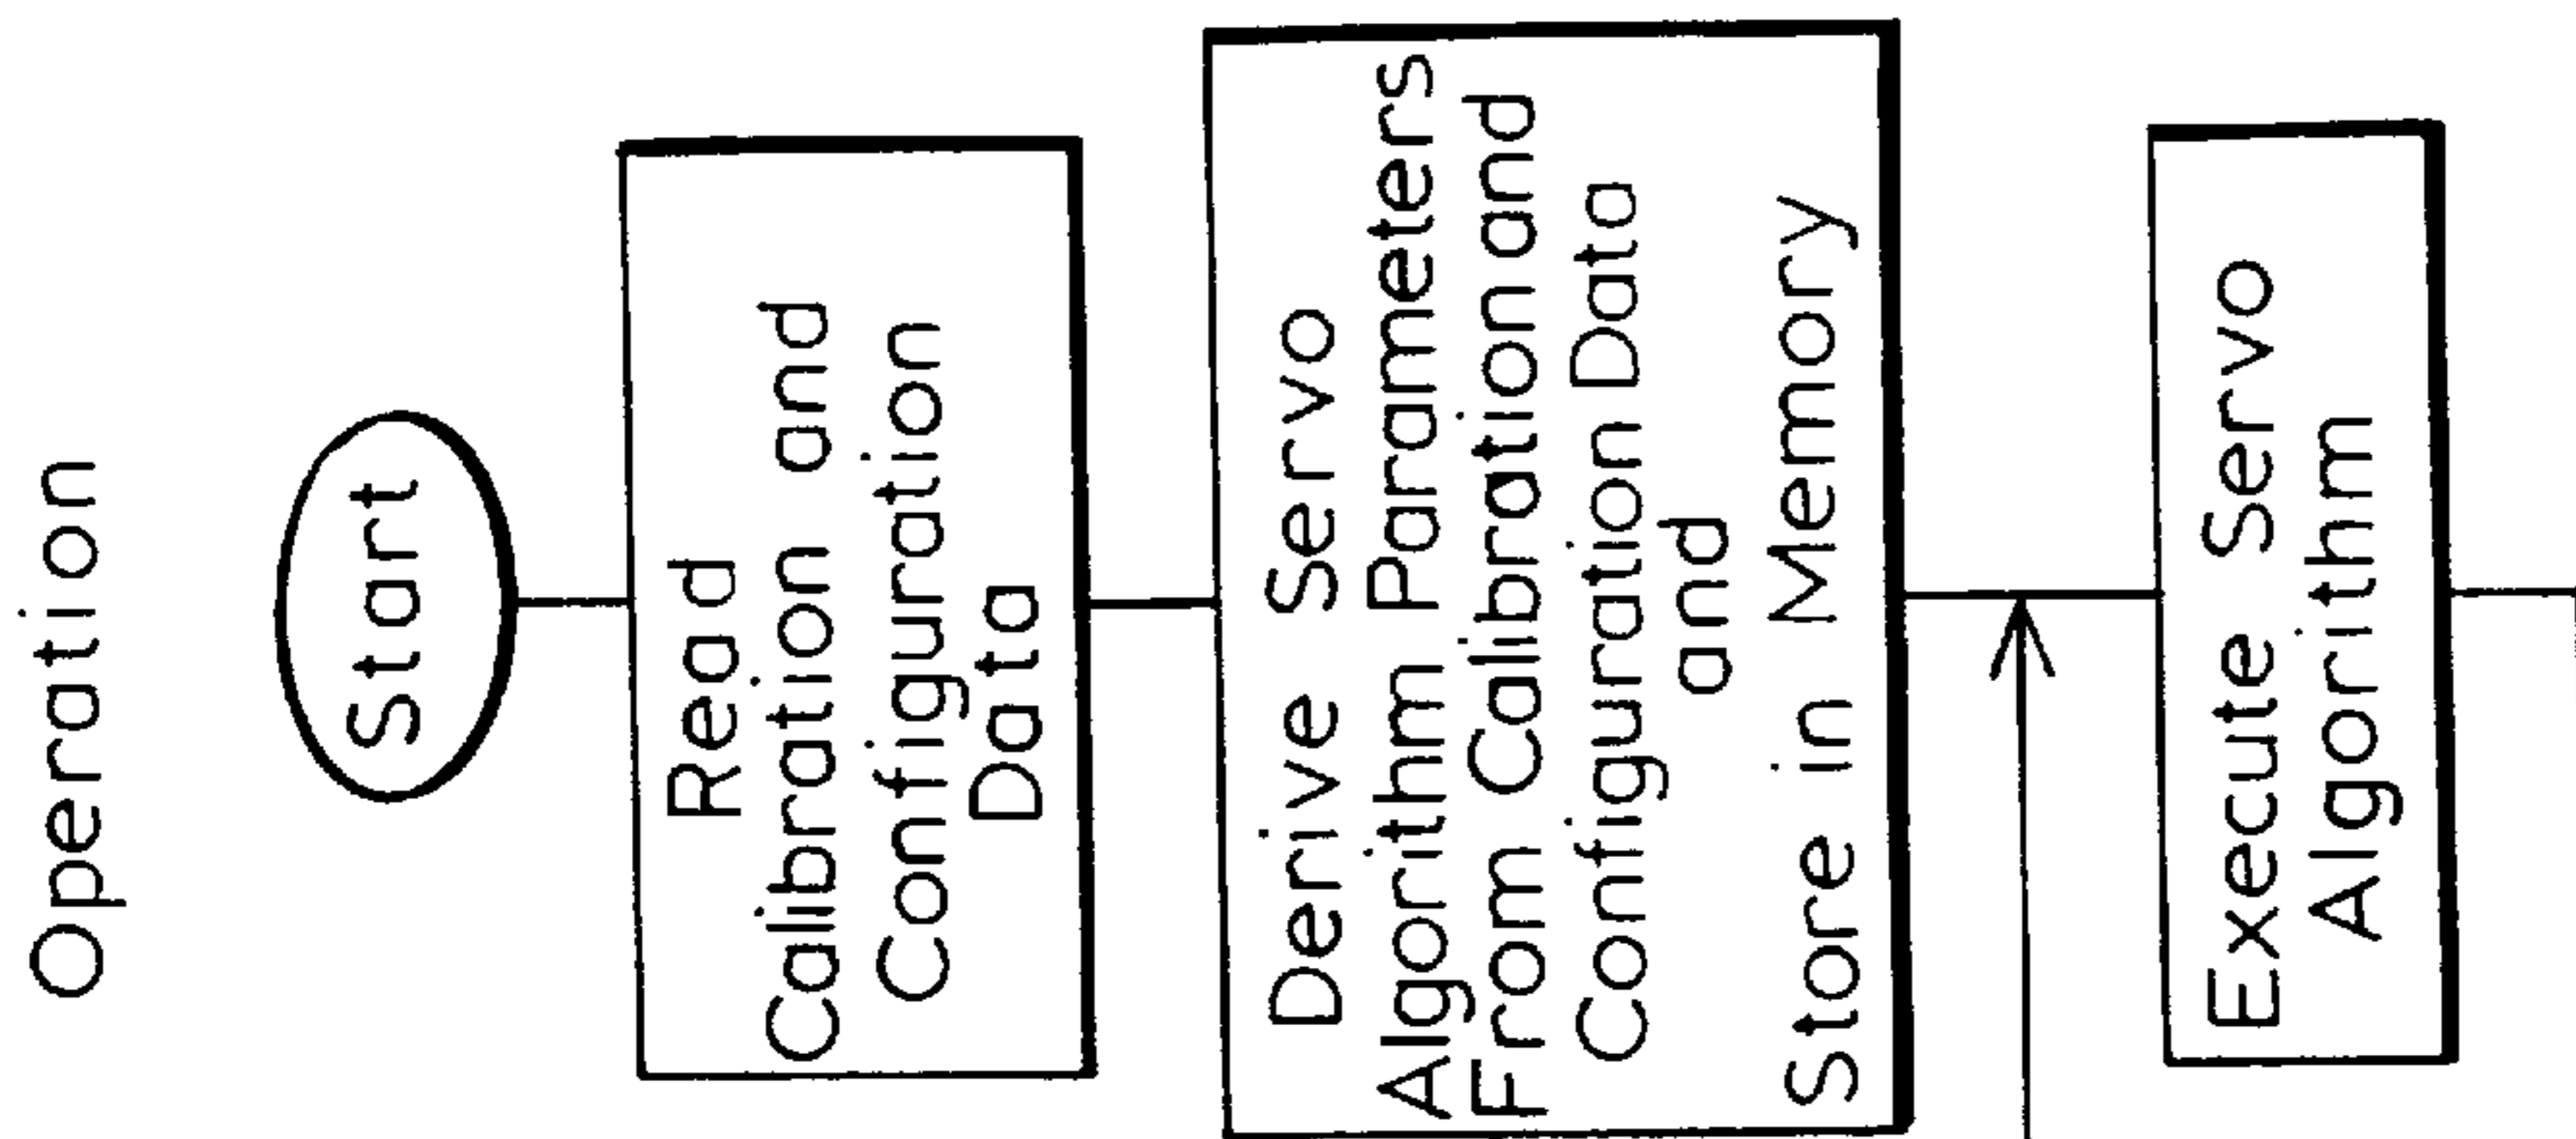 Operation
Start
Read
Calibration and
Configuration
Data
Derive Servo
Algorithm Parameters
From Calibration and
Configuration Data
and
Store in Memory
Execute Servo
Algorithm